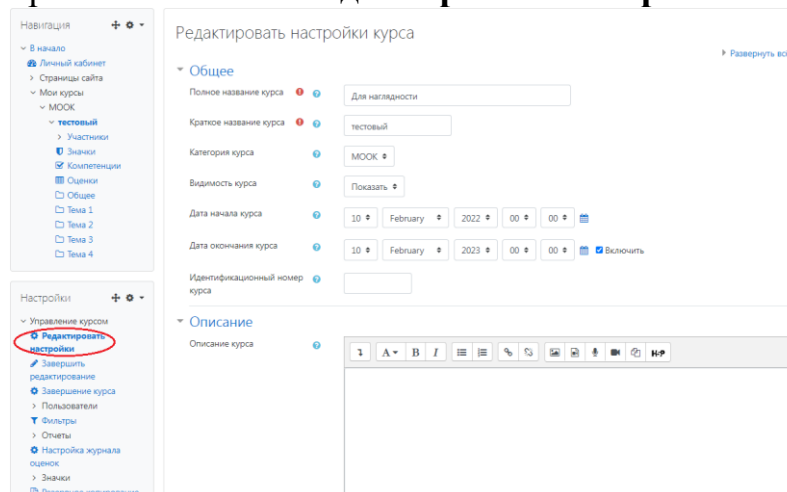 Навигация
В начало
Личный кабинет
Страницы сайта
Мои курсы
МООК
тестовый
Участники
Значки
Компетенции
Оценки
Общее
Тема 1
Тема 2
Тема 3
Тема 4
Настройки
Управление курсом
Редактировать
настройки
Завершить
редактирование
Завершение курса
Пользователи
Фильтры
Отчеты
Настройка журнала
оценок
Значки
Редактировать настройки курса
Развернуть всё
Общее
Полное название курса Для наглядности
Краткое название курса тестовый
Категория курса МООК
Видимость курса Показать
Дата начала курса 10 February 2022 00 00
Дата окончания курса 10 February 2023 00 00 Включить
Идентификационный номер
курса
Описание
Описание курса
A B I H-P